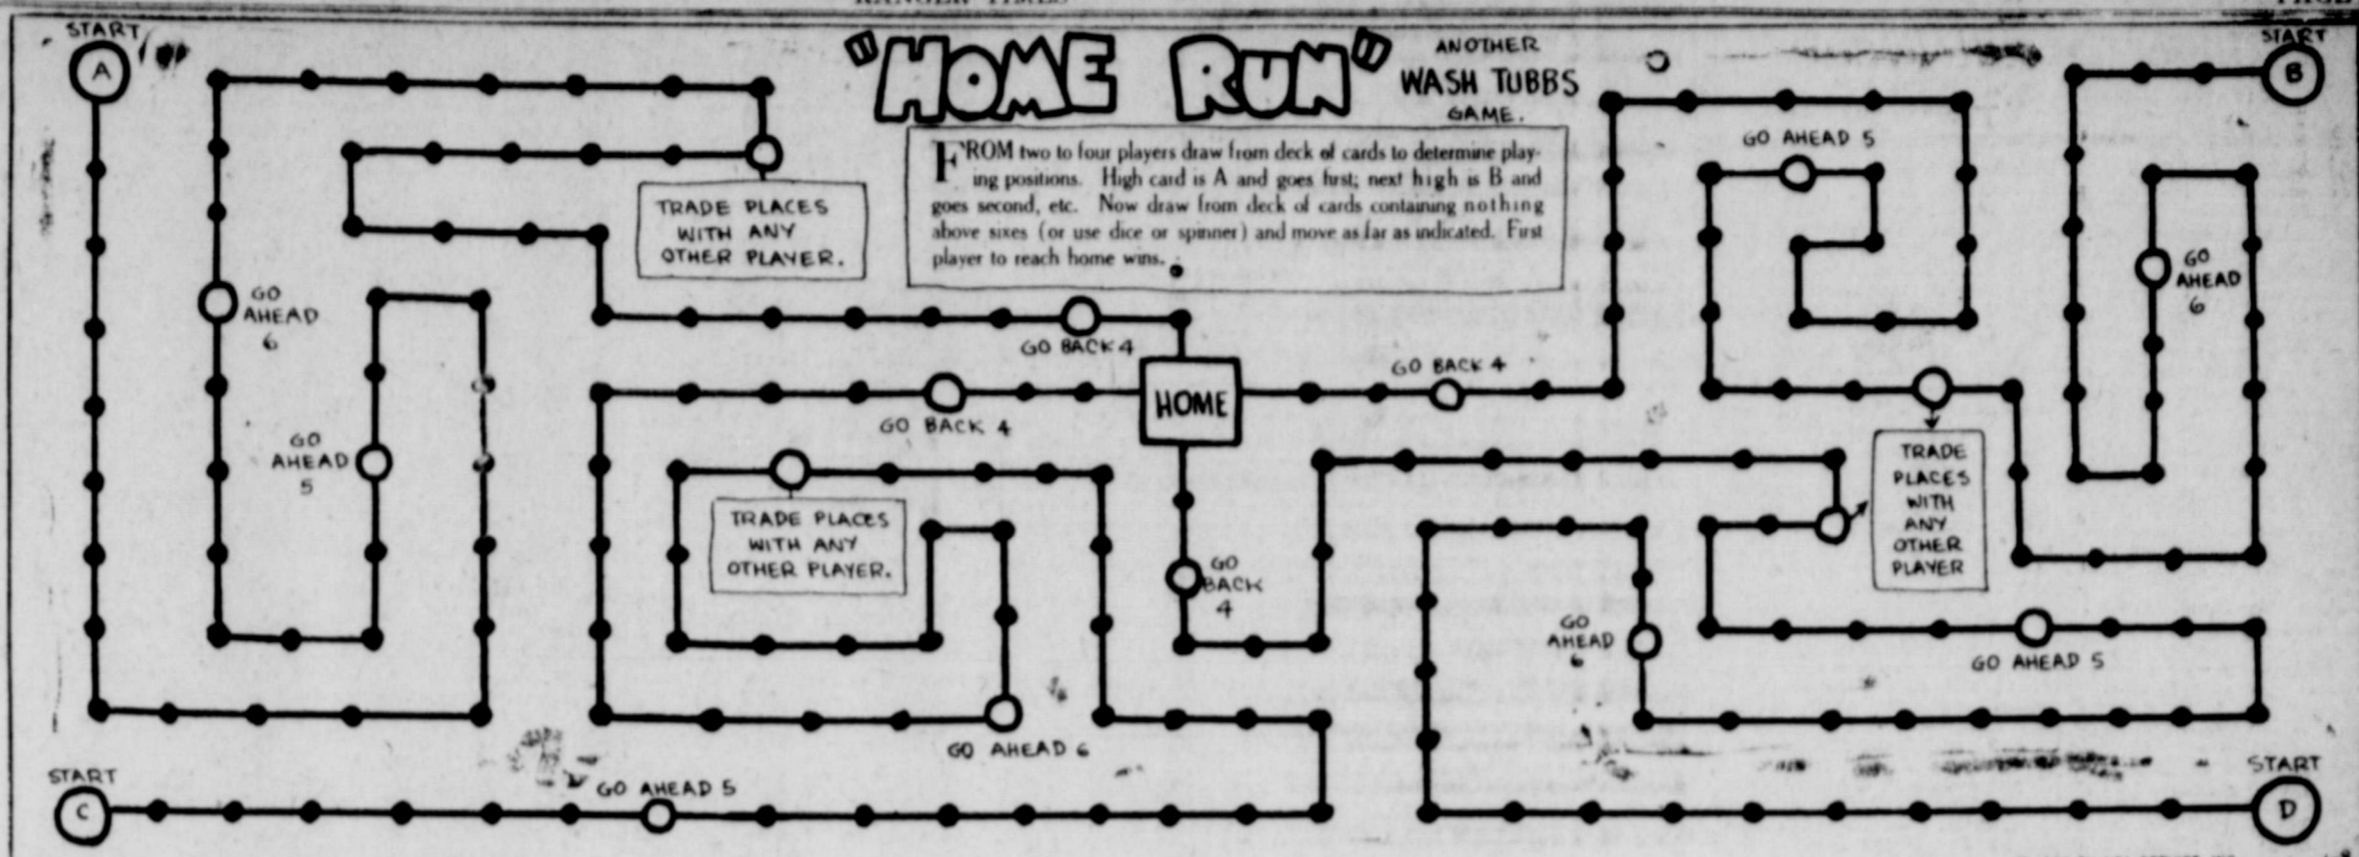 RANGER TIMES
PAGE
START
A
"HOME RUN"
ANOTHER
WASH TUBBS
GAME.
START
B
FROM two to four players draw from deck of cards to determine play-
ing positions. High card is A and goes first; next high is B and
goes second, etc. Now draw from deck of cards containing nothing
above sixes (or use dice or spinner) and move as far as indicated. First
player to reach home wins.
TRADE PLACES
WITH ANY
OTHER PLAYER.
GO AHEAD 5
GO
AHEAD
6
GO
AHEAD
6
GO BACK 4
GO BACK 4
HOME
GO BACK 4
GO
AHEAD
5
TRADE PLACES
WITH ANY
OTHER PLAYER.
TRADE
PLACES
WITH
ANY
OTHER
PLAYER
GO
BACK
4
GO
AHEAD
6
GO AHEAD 5
GO AHEAD 6
START
C
GO AHEAD 5
START
D